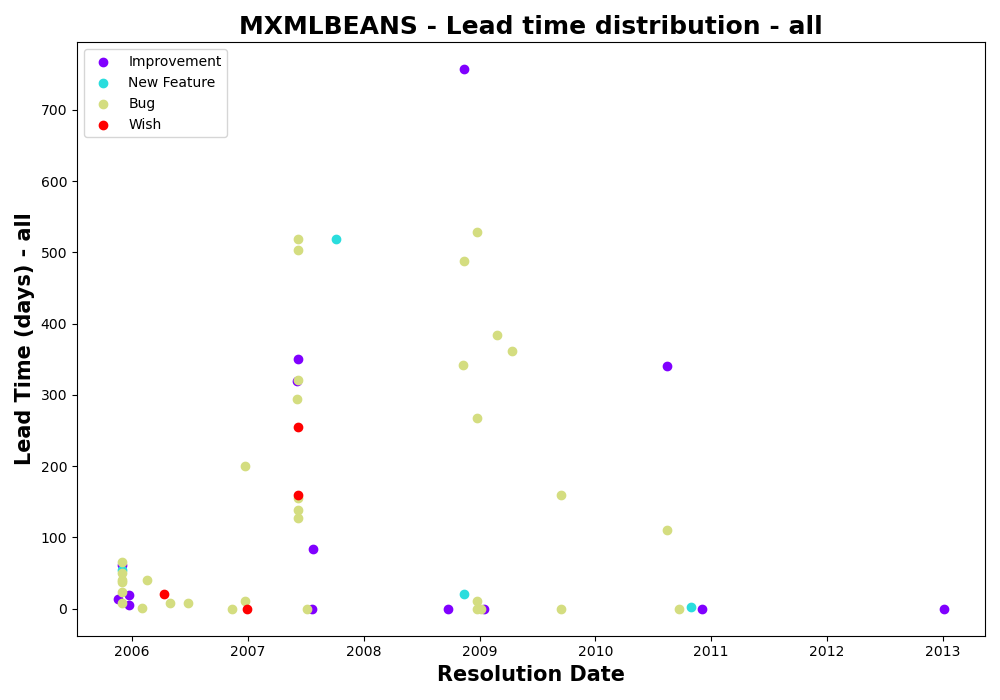 MXMLBEANS - Lead time distribution - all
Improvement
New Feature
Bug
Wish
Lead Time (days) - all
700
600
500
400
300
200
100
0
2006 2007 2008 2009 2010 2011 2012 2013
Resolution Date